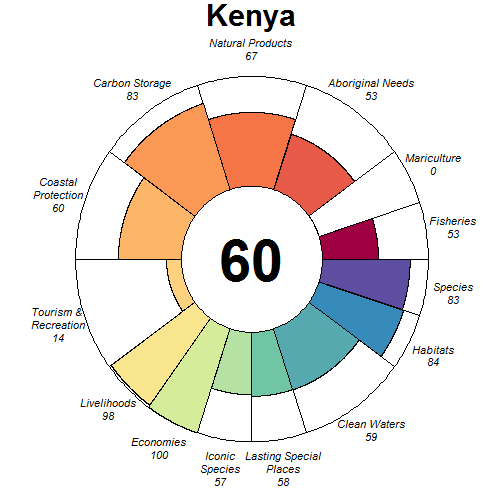 Kenya
Natural Products
67
Carbon Storage
83
Aboriginal Needs
53
Mariculture
0
Coastal
Protection
60
Fisheries
53
60
Species
83
Tourism &
Recreation
14
Habitats
84
Livelihoods
98
Clean Waters
59
Economies
100
Iconic
Species
57
Lasting Special
Places
58